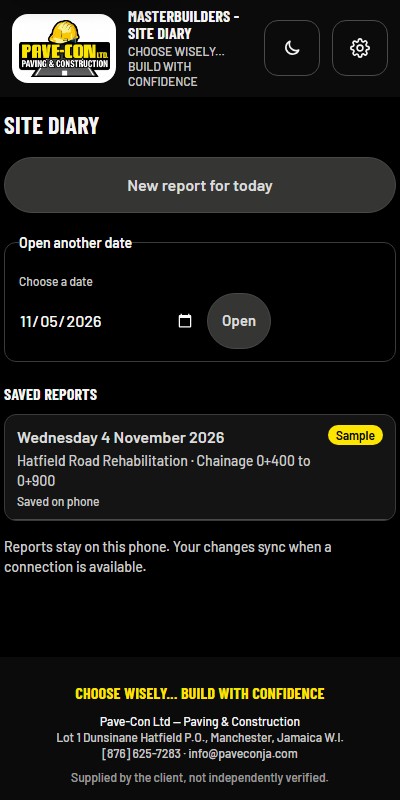 PAVE-CON LTD.
PAVING & CONSTRUCTION
MASTERBUILDERS -
SITE DIARY
CHOOSE WISELY...
BUILD WITH
CONFIDENCE
SITE DIARY
New report for today
Open another date
Choose a date
11/05/2026
Open
SAVED REPORTS
Wednesday 4 November 2026
Sample
Hatfield Road Rehabilitation · Chainage 0+400 to
0+900
Saved on phone
Reports stay on this phone. Your changes sync when a
connection is available.
CHOOSE WISELY... BUILD WITH CONFIDENCE
Pave-Con Ltd — Paving & Construction
Lot 1 Dunsinane Hatfield P.O., Manchester, Jamaica W.I.
[876] 625-7283 · info@paveconja.com
Supplied by the client, not independently verified.